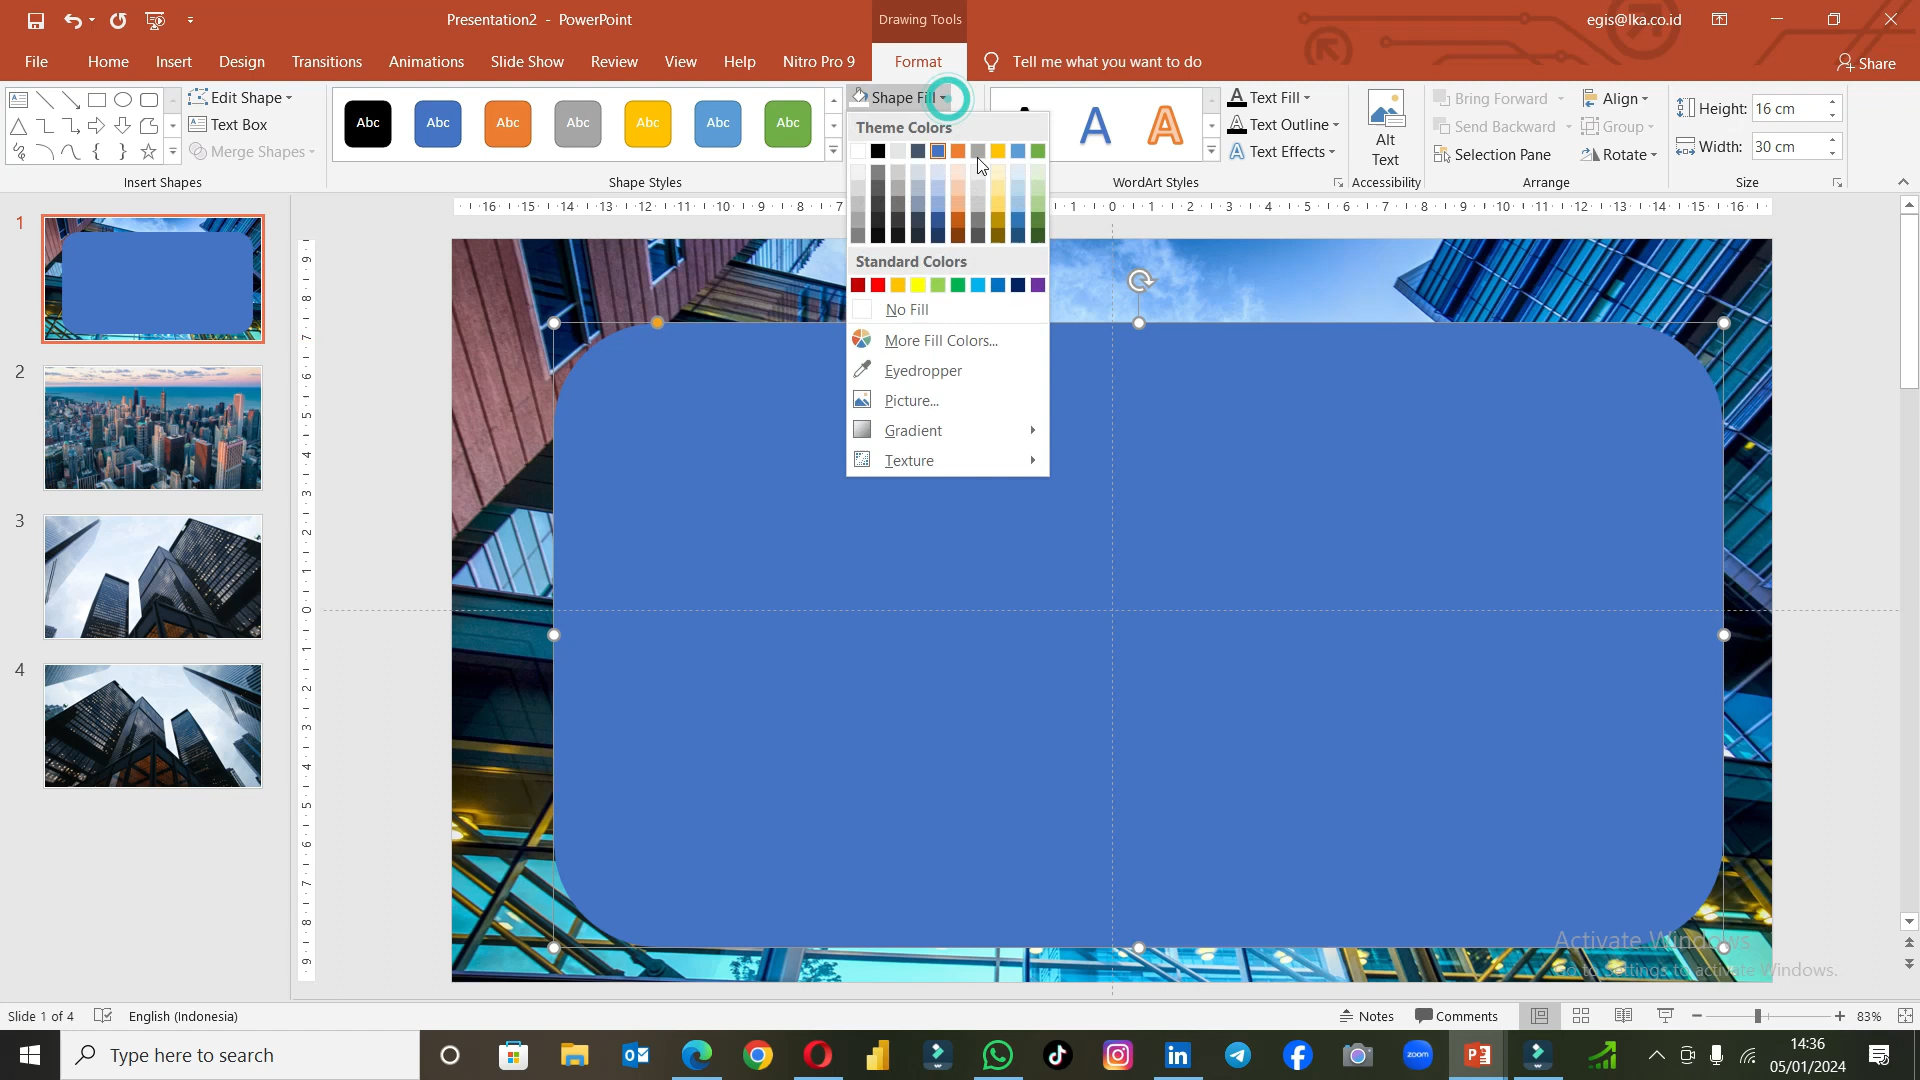 Presentation2 - PowerPoint
Drawing Tools
egis@lka.co.id
File Home Insert Design Transitions Animations Slide Show Review View Help Nitro Pro 9 Format Tell me what you want to do Share
Edit Shape
Text Box
Merge Shapes
Insert Shapes
Abc Abc Abc Abc Abc Abc Abc
Shape Styles
Shape Fill
Theme Colors
Standard Colors
No Fill
More Fill Colors...
Eyedropper
Picture...
Gradient
Texture
A A
Text Fill
Text Outline
Text Effects
WordArt Styles
Alt
Text
Accessibility
Bring Forward
Send Backward
Selection Pane
Align
Group
Rotate
Arrange
Height: 16 cm
Width: 30 cm
Size
1
2
3
4
Activate Windows
Go to Settings to activate Windows.
Slide 1 of 4 English (Indonesia) Notes Comments 83%
Type here to search
zoom
14:36
05/01/2024